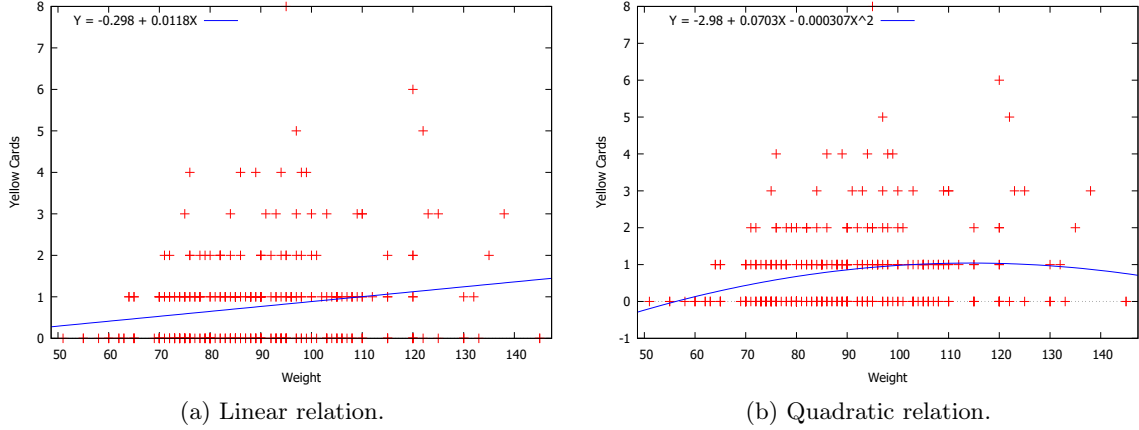 Y = -0.298 + 0.0118X
8
7
6
5
4
3
2
1
0
Yellow Cards
50 60 70 80 90 100 110 120 130 140
Weight
(a) Linear relation.
Y = -2.98 + 0.0703X - 0.000307X^2
8
7
6
5
4
3
2
1
0
-1
Yellow Cards
50 60 70 80 90 100 110 120 130 140
Weight
(b) Quadratic relation.